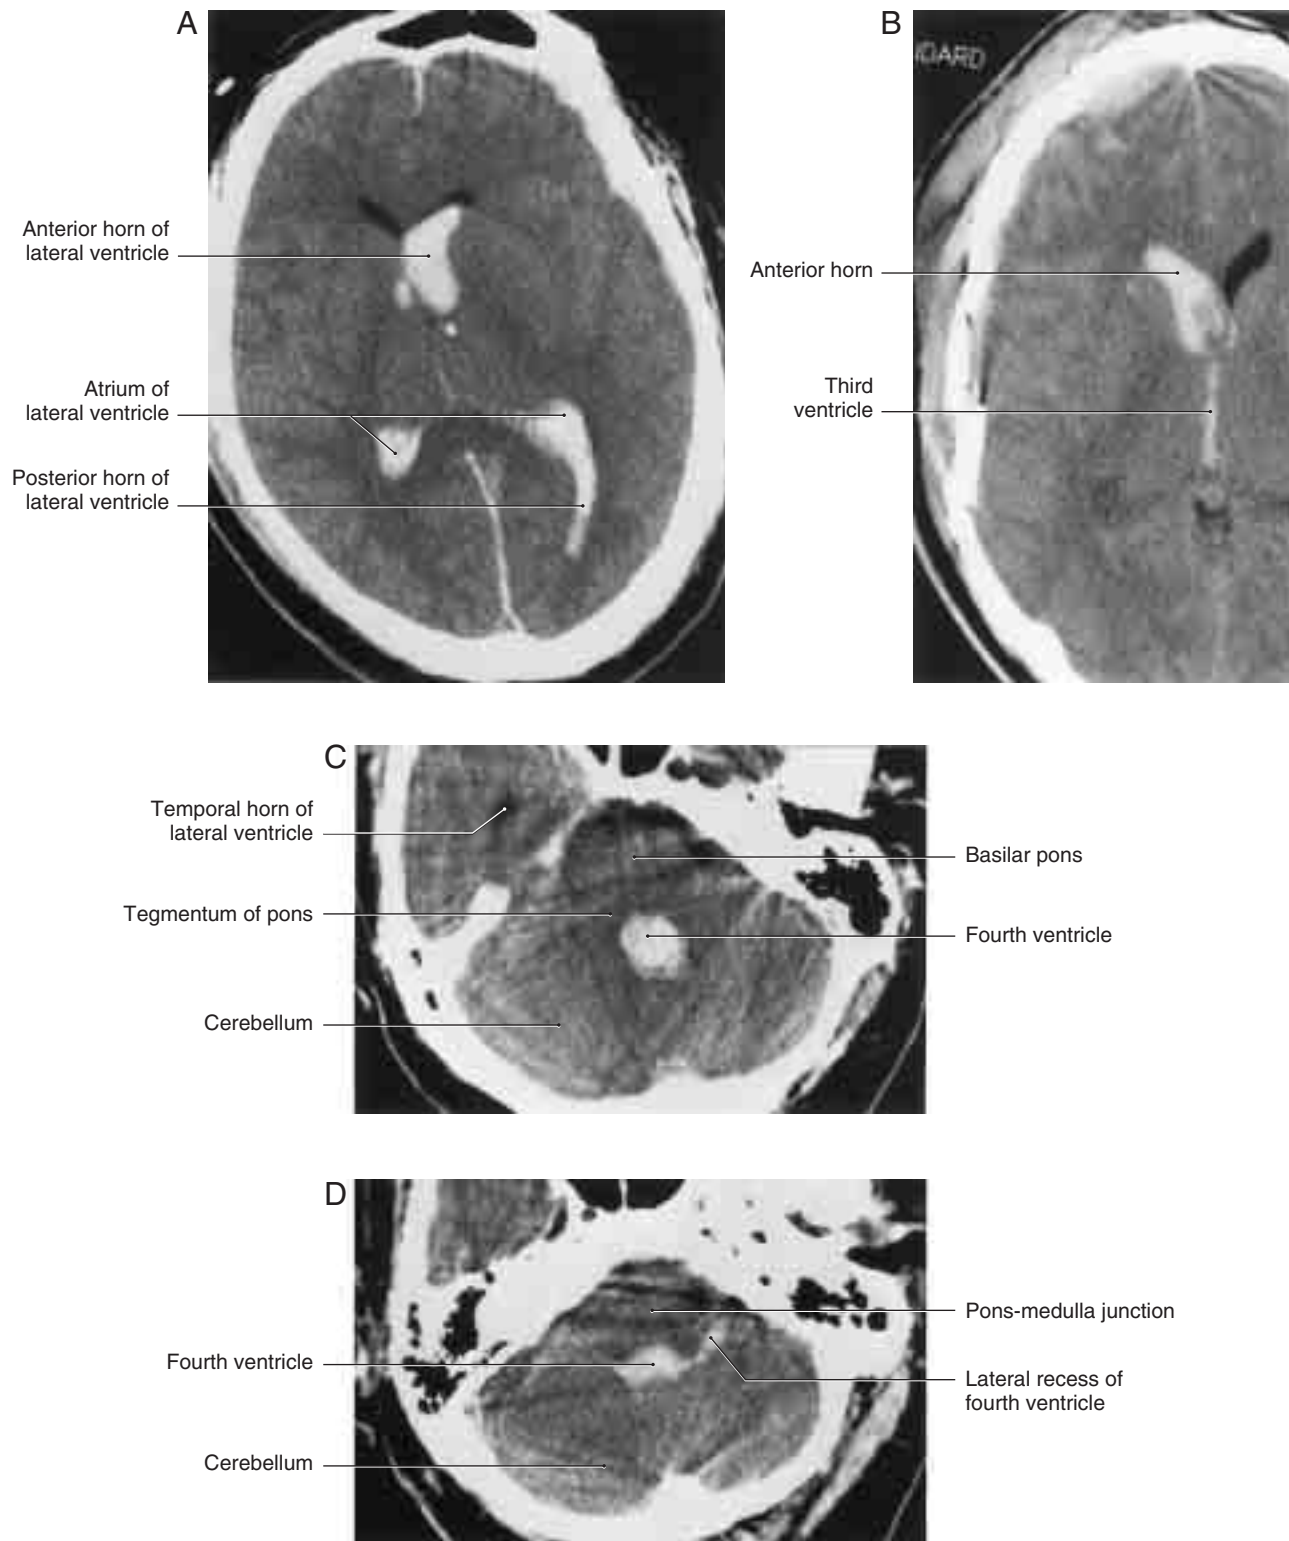 A
B
DARD
Anterior horn of
lateral ventricle
Anterior horn
Atrium of
lateral ventricle
Third
ventricle
Posterior horn of
lateral ventricle
C
Temporal horn of
lateral ventricle
Basilar pons
Tegmentum of pons
Fourth ventricle
Cerebellum
D
Pons-medulla junction
Fourth ventricle
Lateral recess of
fourth ventricle
Cerebellum